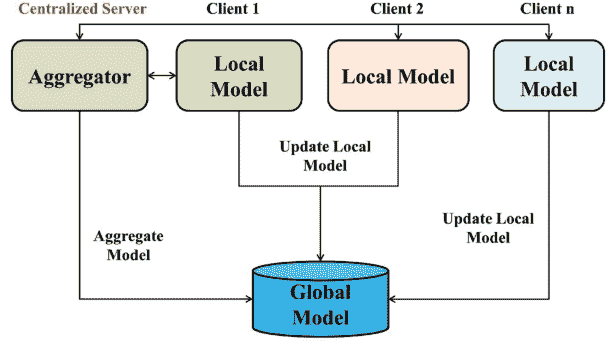 Centralized Server
Client 1
Client 2
Client n
Aggregator
Local
Model
Local Model
Local
Model
Update Local
Model
Aggregate
Model
Update Local
Model
Global
Model